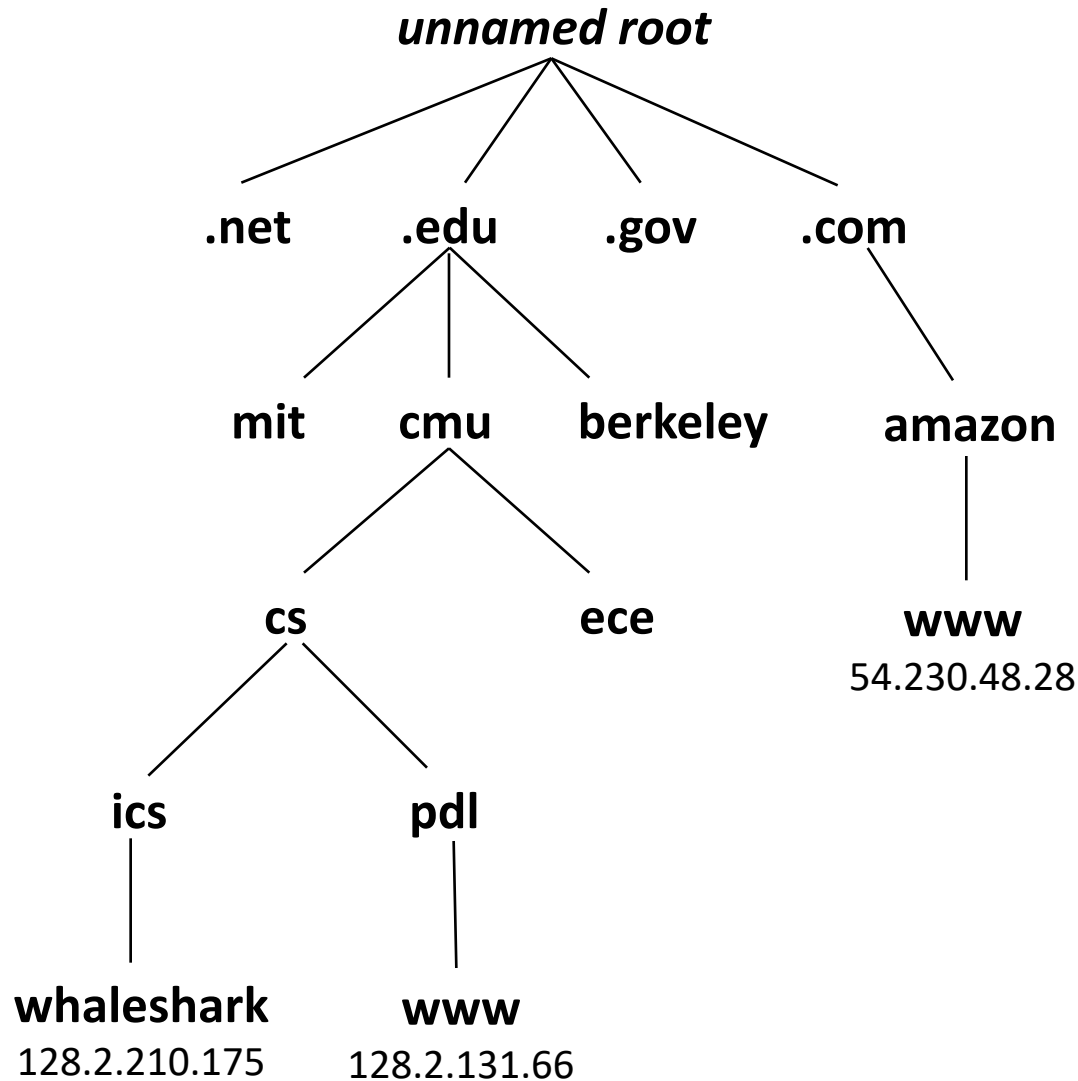 unnamed root
.net .edu .gov .com
mit cmu berkeley amazon
cs ece www
54.230.48.28
ics pdl
whaleshark www
128.2.210.175 128.2.131.66